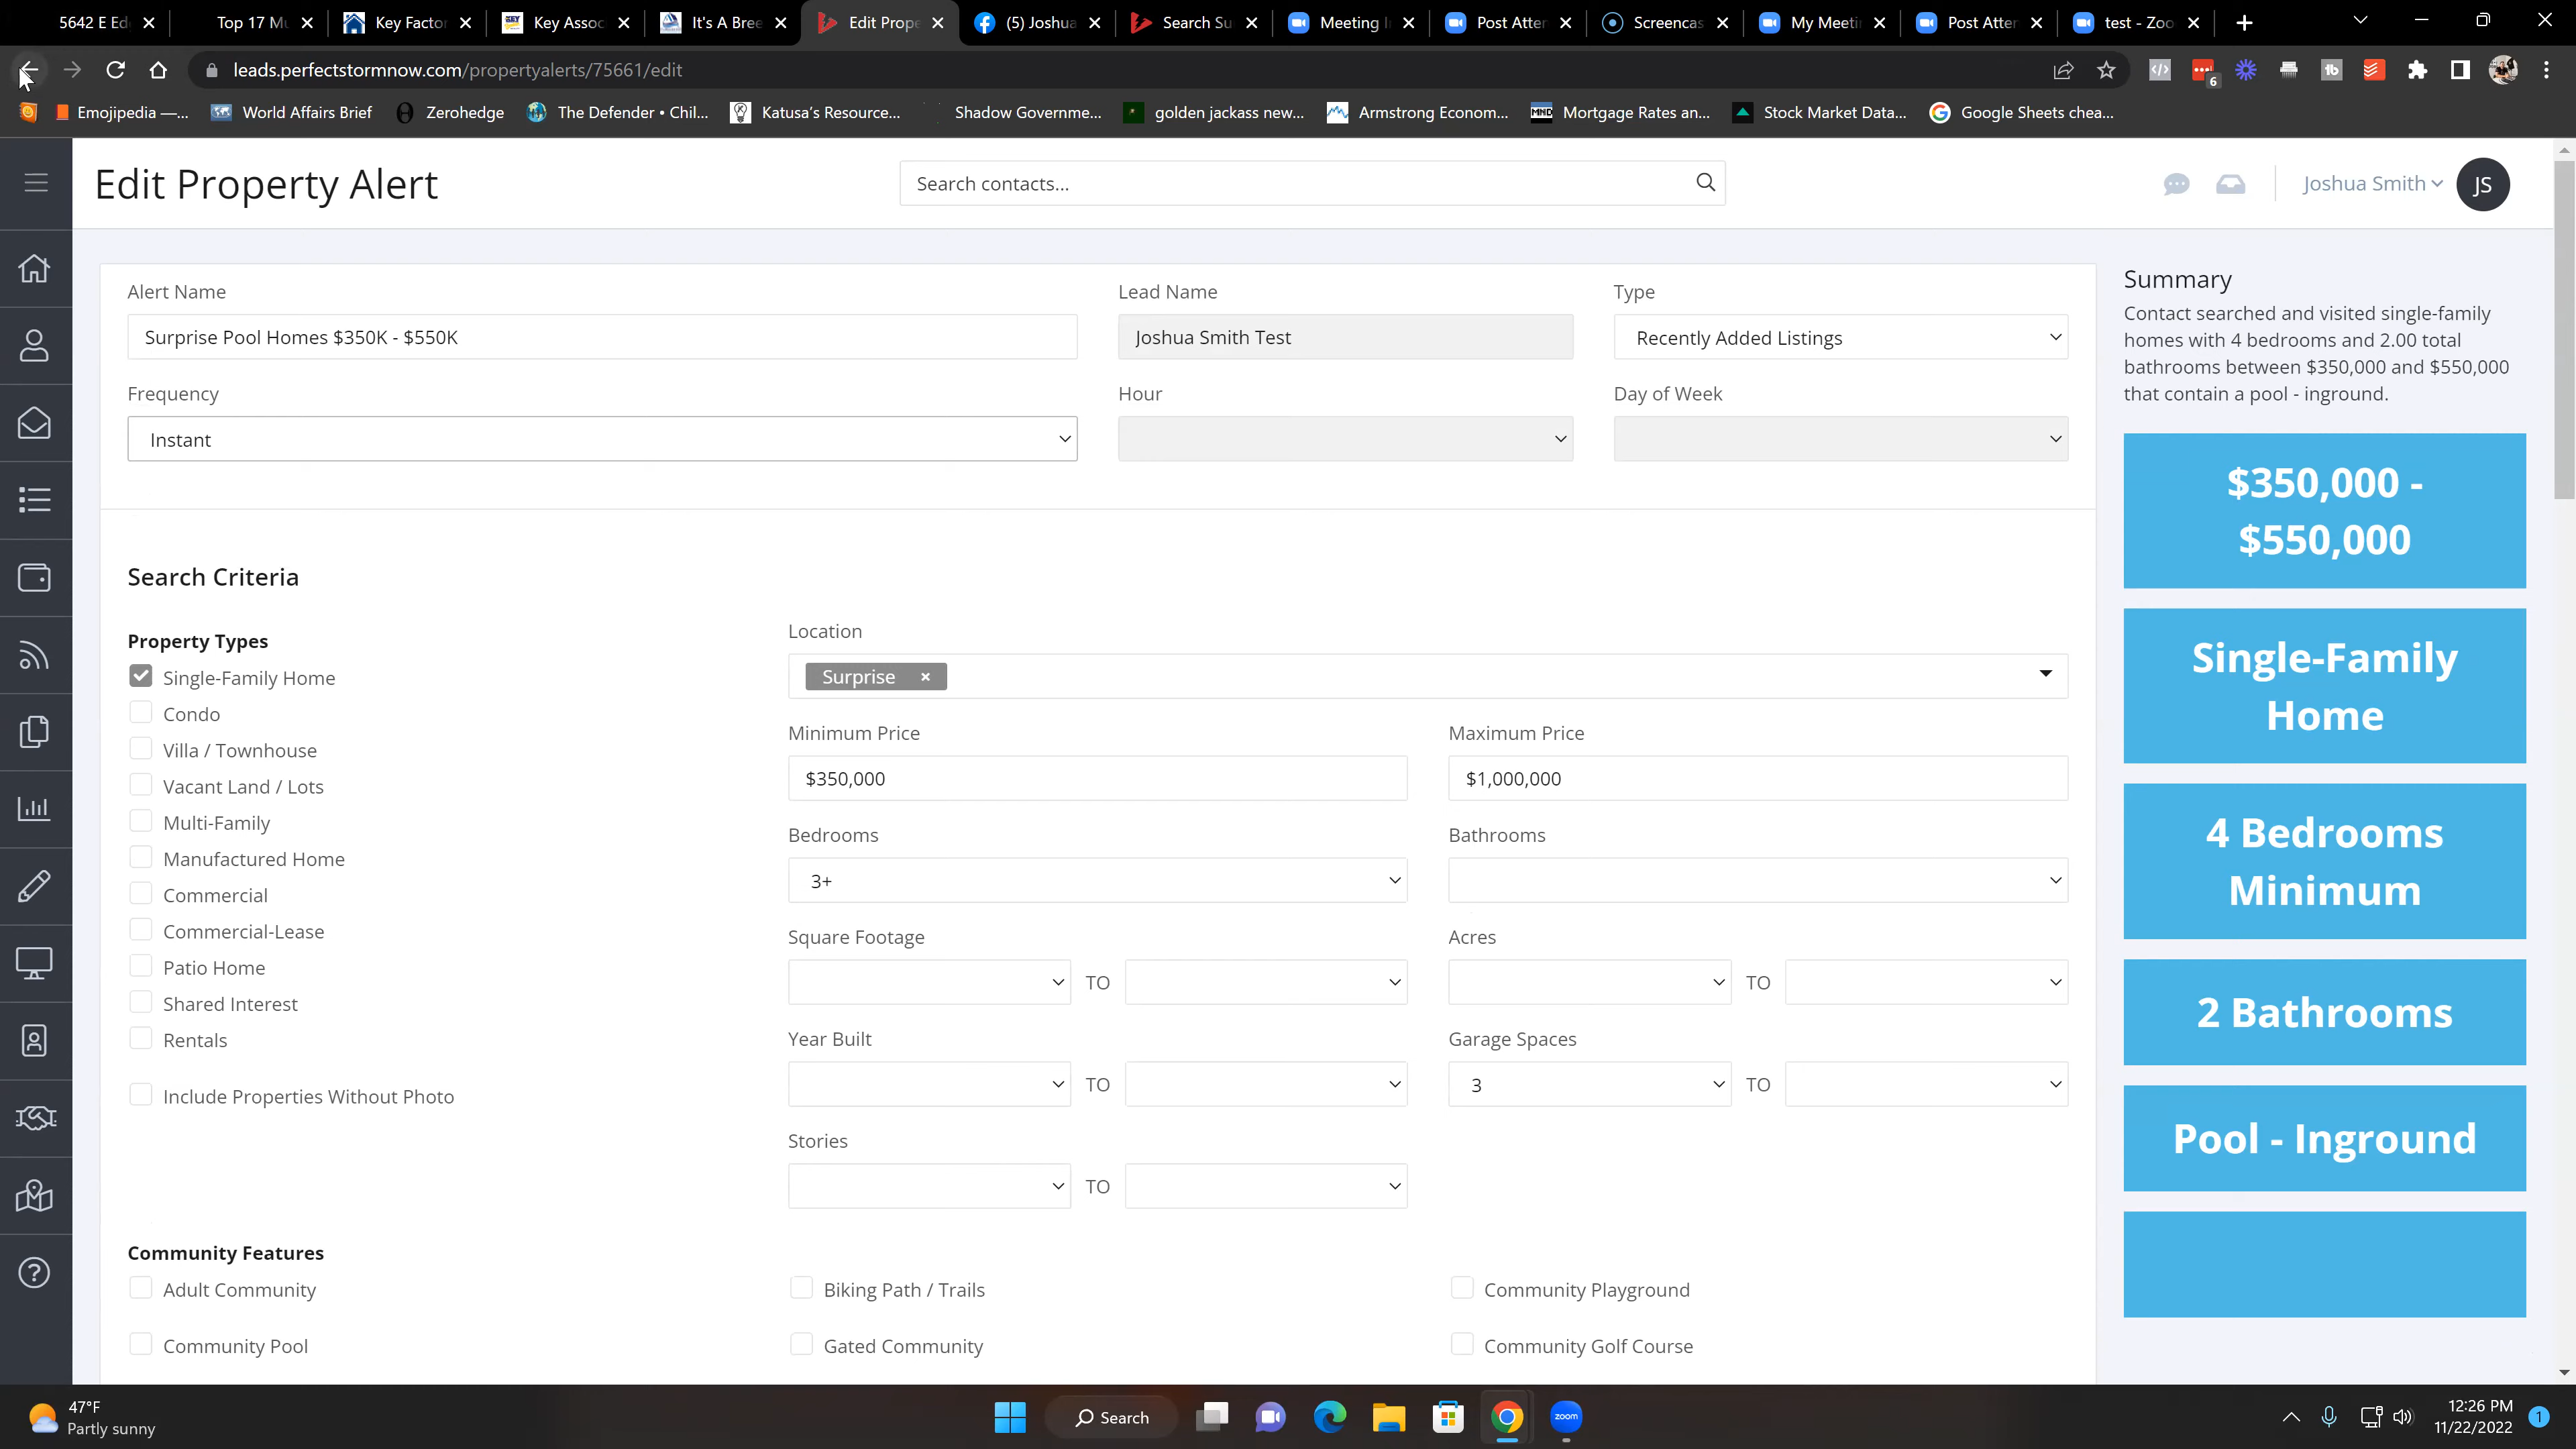 5642 E Ed
Top 17 Mu
Key Factor
Key Assoc
It's A Bree
Edit Prope
(5) Joshua
Search Su
Meeting I
Post Atten
Screencas
My Meeti
Post Atten
test - Zoo
leads.perfectstormnow.com/propertyalerts/75661/edit
6
Emojipedia —...
World Affairs Brief
Zerohedge
The Defender • Chil...
Katusa's Resource...
Shadow Governme...
golden jackass new...
Armstrong Econom...
MND
Mortgage Rates an...
Stock Market Data...
Google Sheets chea...
Edit Property Alert
Search contacts...
Joshua Smith
JS
Alert Name
Lead Name
Type
Surprise Pool Homes $350K - $550K
Joshua Smith Test
Recently Added Listings
Frequency
Hour
Day of Week
Instant
Search Criteria
Property Types
Single-Family Home
Condo
Villa / Townhouse
Vacant Land / Lots
Multi-Family
Manufactured Home
Commercial
Commercial-Lease
Patio Home
Shared Interest
Rentals
Include Properties Without Photo
Location
Surprise ×
Minimum Price
Maximum Price
$350,000
$1,000,000
Bedrooms
Bathrooms
3+
Square Footage
Acres
TO
TO
Year Built
Garage Spaces
TO
3
TO
Stories
TO
Community Features
Adult Community
Biking Path / Trails
Community Playground
Community Pool
Gated Community
Community Golf Course
Summary
Contact searched and visited single-family
homes with 4 bedrooms and 2.00 total
bathrooms between $350,000 and $550,000
that contain a pool - inground.
$350,000 -
$550,000
Single-Family
Home
4 Bedrooms
Minimum
2 Bathrooms
Pool - Inground
47°F
Partly sunny
Search
zoom
12:26 PM
11/22/2022
1